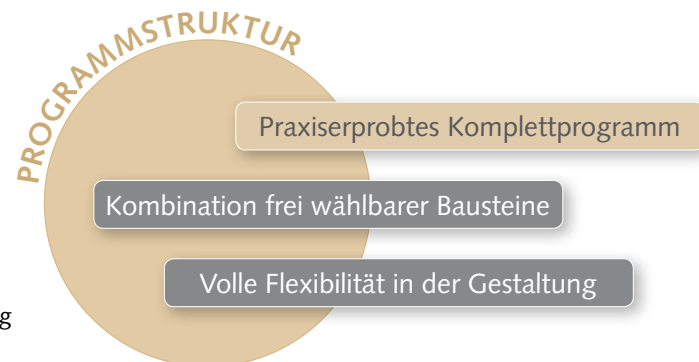 PROGRAMMSTRUKTUR
Praxiserprobtes Komplettprogramm
Kombination frei wählbarer Bausteine
Volle Flexibilität in der Gestaltung
g